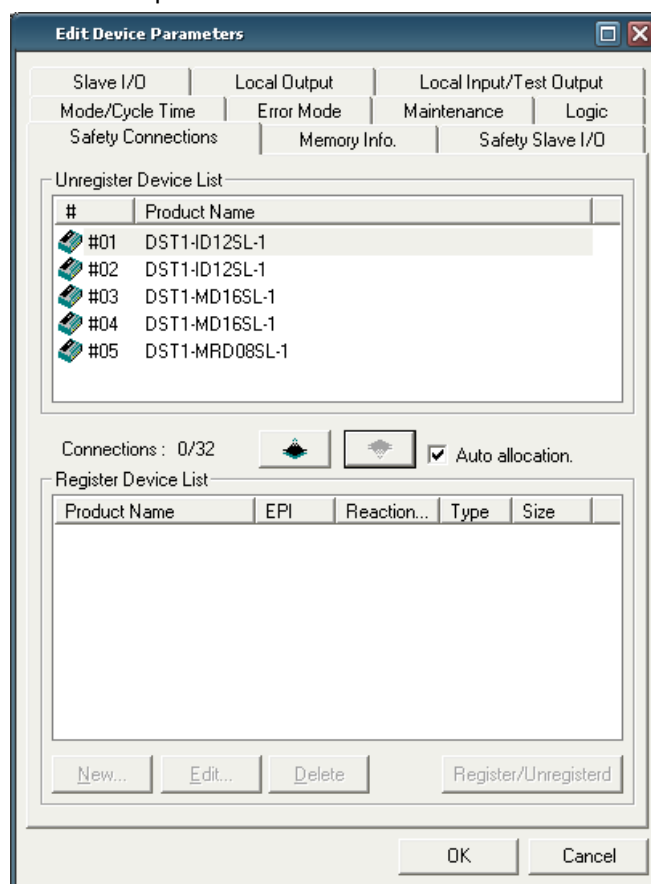 Edit Device Parameters
Slave I/O Local Output Local Input/Test Output
Mode/Cycle Time Error Mode Maintenance Logic
Safety Connections Memory Info. Safety Slave I/O
Unregister Device List
# Product Name
#01 DST1-ID12SL-1
#02 DST1-ID12SL-1
#03 DST1-MD16SL-1
#04 DST1-MD16SL-1
#05 DST1-MRD08SL-1
Connections : 0/32 Auto allocation.
Register Device List
Product Name EPI Reaction... Type Size
New... Edit... Delete Register/Unregisterd
OK Cancel